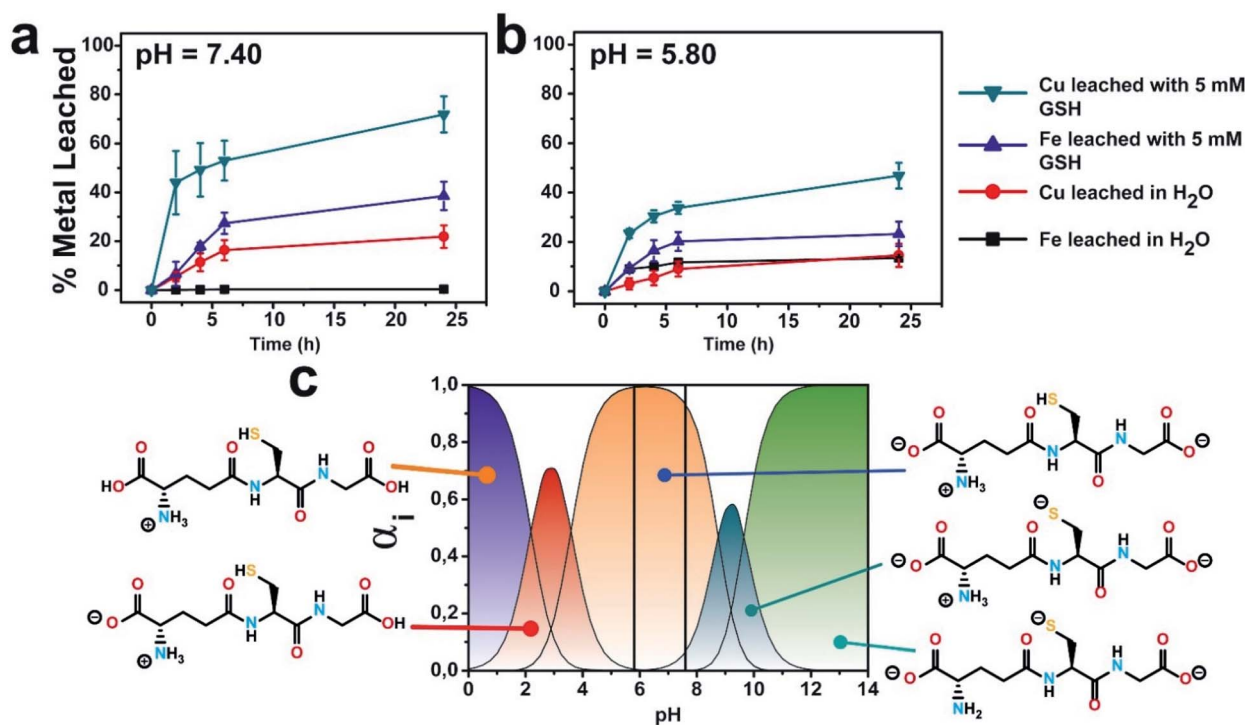 a
pH = 7.40
% Metal Leached
100
80
60
40
20
0
0 5 10 15 20 25
Time (h)
b
pH = 5.80
100
80
60
40
20
0
0 5 10 15 20 25
Time (h)
Cu leached with 5 mM
GSH
Fe leached with 5 mM
GSH
Cu leached in H2O
Fe leached in H2O
c
αi
1,0
0,8
0,6
0,4
0,2
0,0
0 2 4 6 8 10 12 14
pH
HS
O O O
HO N N OH
H
H
NH3
O
⊕
HS
O O O
⊖
O N N OH
H
H
NH3
O
⊕
HS
O O O
⊖ ⊖
O N N O
H
H
NH3
O
⊕
⊖
S
O O O
⊖ ⊖
O N N O
H
H
NH3
O
⊕
⊖
S
O O O
⊖ ⊖
O N N O
H
H
NH2
O